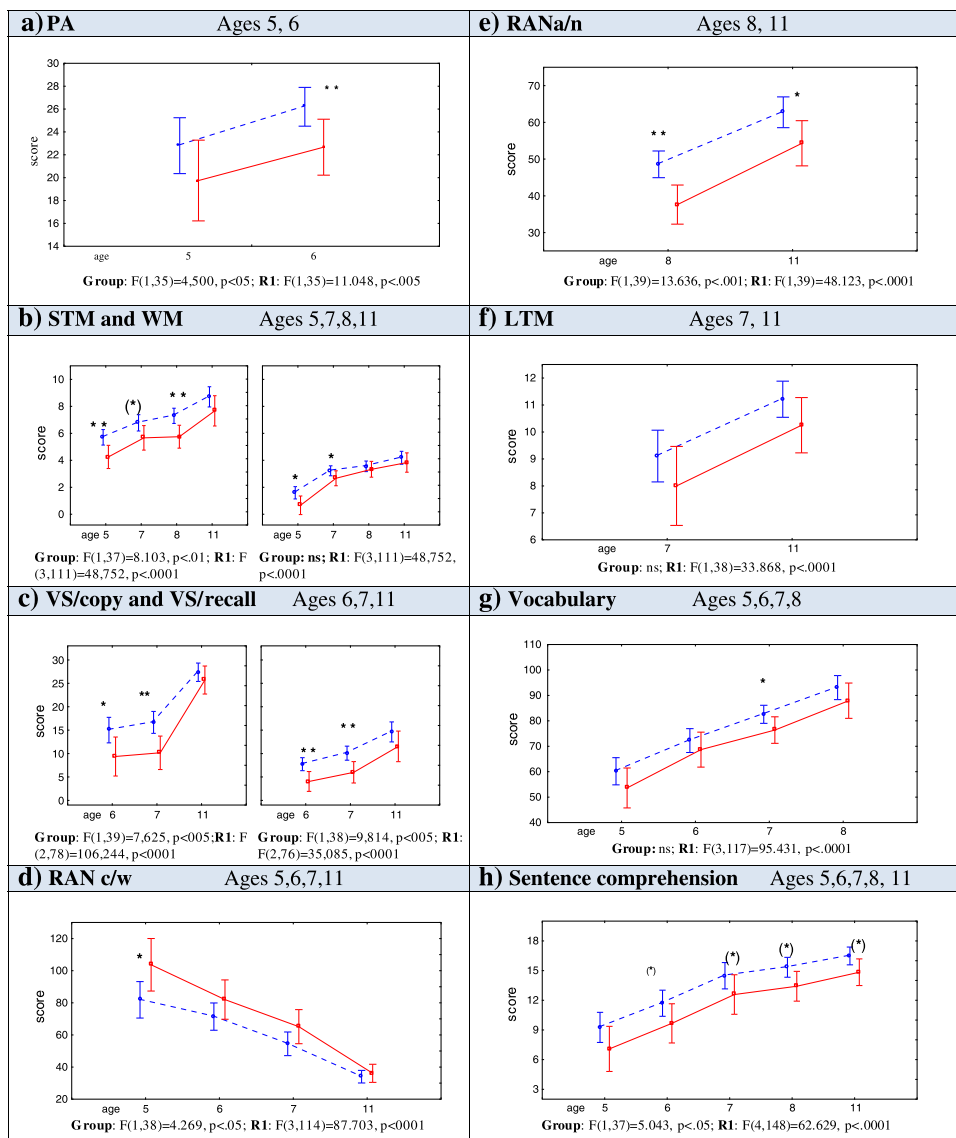 a) PA Ages 5, 6
30
28
26
24
22
20
18
16
14
score
* *
age 5 6
Group: F(1,35)=4,500, p<05; R1: F(1,35)=11.048, p<.005
b) STM and WM Ages 5,7,8,11
10
8
6
4
2
0
score
* *
(*)
* *
*
*
age 5 7 8 11
age 5 7 8 11
Group: F(1,37)=8.103, p<.01; R1: F
(3,111)=48,752, p<.0001
Group: ns; R1: F(3,111)=48,752,
p<.0001
c) VS/copy and VS/recall Ages 6,7,11
30
25
20
15
10
5
0
score
*
**
* *
* *
age 6 7 11
age 6 7 11
Group: F(1,39)=7,625, p<005;R1: F
(2,78)=106,244, p<0001
Group: F(1,38)=9,814, p<005; R1:
F(2,76)=35,085, p<0001
d) RAN c/w Ages 5,6,7,11
120
100
80
60
40
20
score
*
age 5 6 7 11
Group: F(1,38)=4.269, p<.05; R1: F(3,114)=87.703, p<0001
e) RANa/n Ages 8, 11
70
60
50
40
30
score
* *
*
age 8 11
Group: F(1,39)=13.636, p<.001; R1: F(1,39)=48.123, p<.0001
f) LTM Ages 7, 11
12
11
10
9
8
7
6
score
age 7 11
Group: ns; R1: F(1,38)=33.868, p<.0001
g) Vocabulary Ages 5,6,7,8
110
100
90
80
70
60
50
40
score
*
age 5 6 7 8
Group: ns; R1: F(3,117)=95.431, p<.0001
h) Sentence comprehension Ages 5,6,7,8, 11
18
15
12
9
6
3
score
(*)
(*)
(*)
(*)
age 5 6 7 8 11
Group: F(1,37)=5.043, p<.05; R1: F(4,148)=62.629, p<.0001